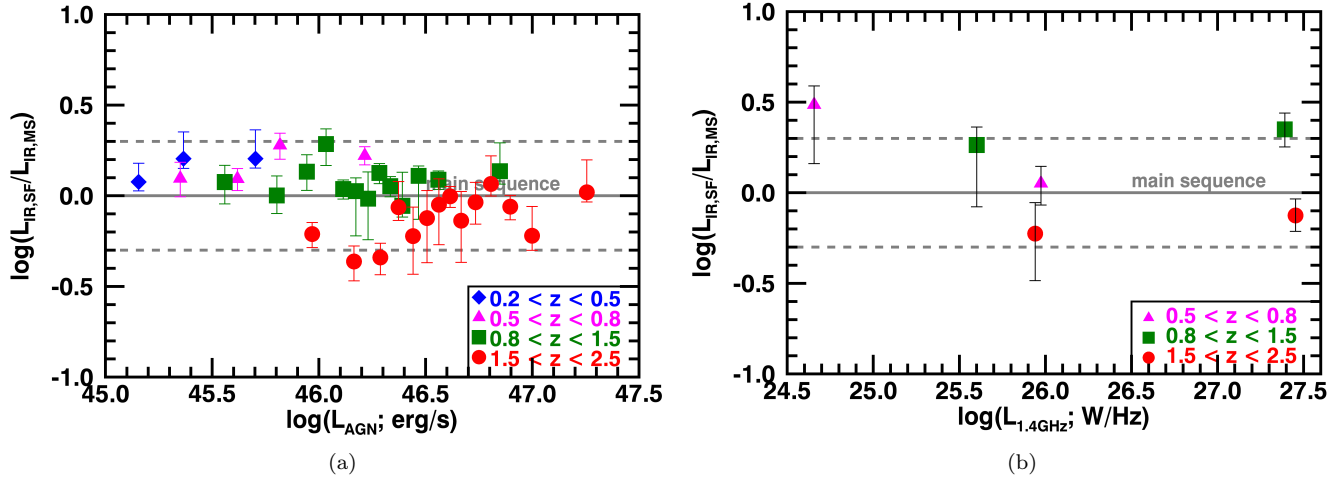 1.0
0.5
0.0
-0.5
-1.0
log(L_IR,SF/L_IR,MS)
main sequence
0.2 < z < 0.5
0.5 < z < 0.8
0.8 < z < 1.5
1.5 < z < 2.5
45.0 45.5 46.0 46.5 47.0 47.5
log(L_AGN; erg/s)
(a)
1.0
0.5
0.0
-0.5
-1.0
log(L_IR,SF/L_IR,MS)
main sequence
0.5 < z < 0.8
0.8 < z < 1.5
1.5 < z < 2.5
24.5 25.0 25.5 26.0 26.5 27.0 27.5
log(L_1.4GHz; W/Hz)
(b)